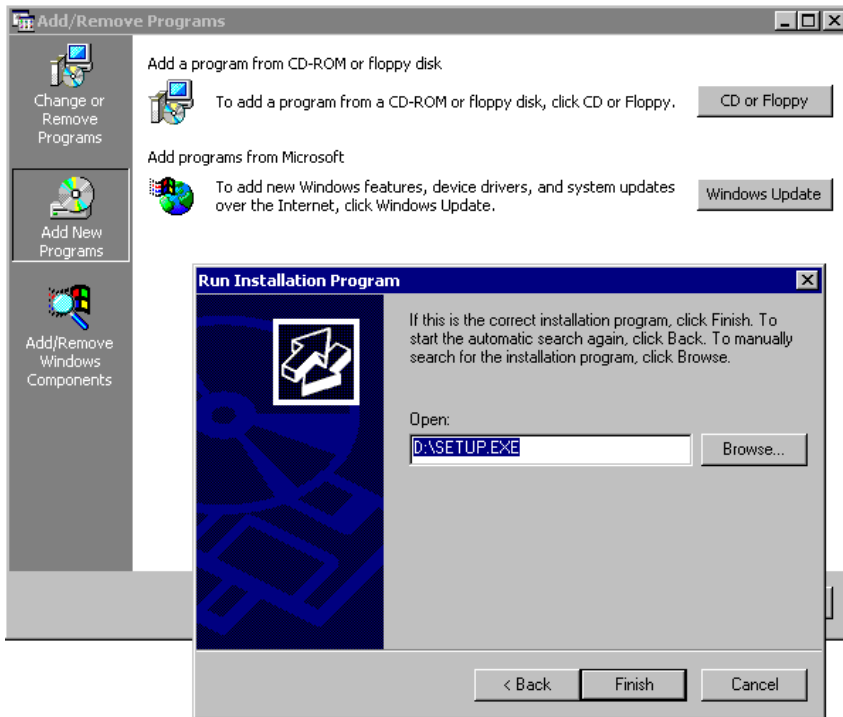 Add/Remove Programs
Change or
Remove
Programs
Add New
Programs
Add/Remove
Windows
Components
Add a program from CD-ROM or floppy disk
To add a program from a CD-ROM or floppy disk, click CD or Floppy.
CD or Floppy
Add programs from Microsoft
To add new Windows features, device drivers, and system updates
over the Internet, click Windows Update.
Windows Update
Run Installation Program
If this is the correct installation program, click Finish. To
start the automatic search again, click Back. To manually
search for the installation program, click Browse.
Open:
D:\SETUP.EXE
Browse...
< Back
Finish
Cancel